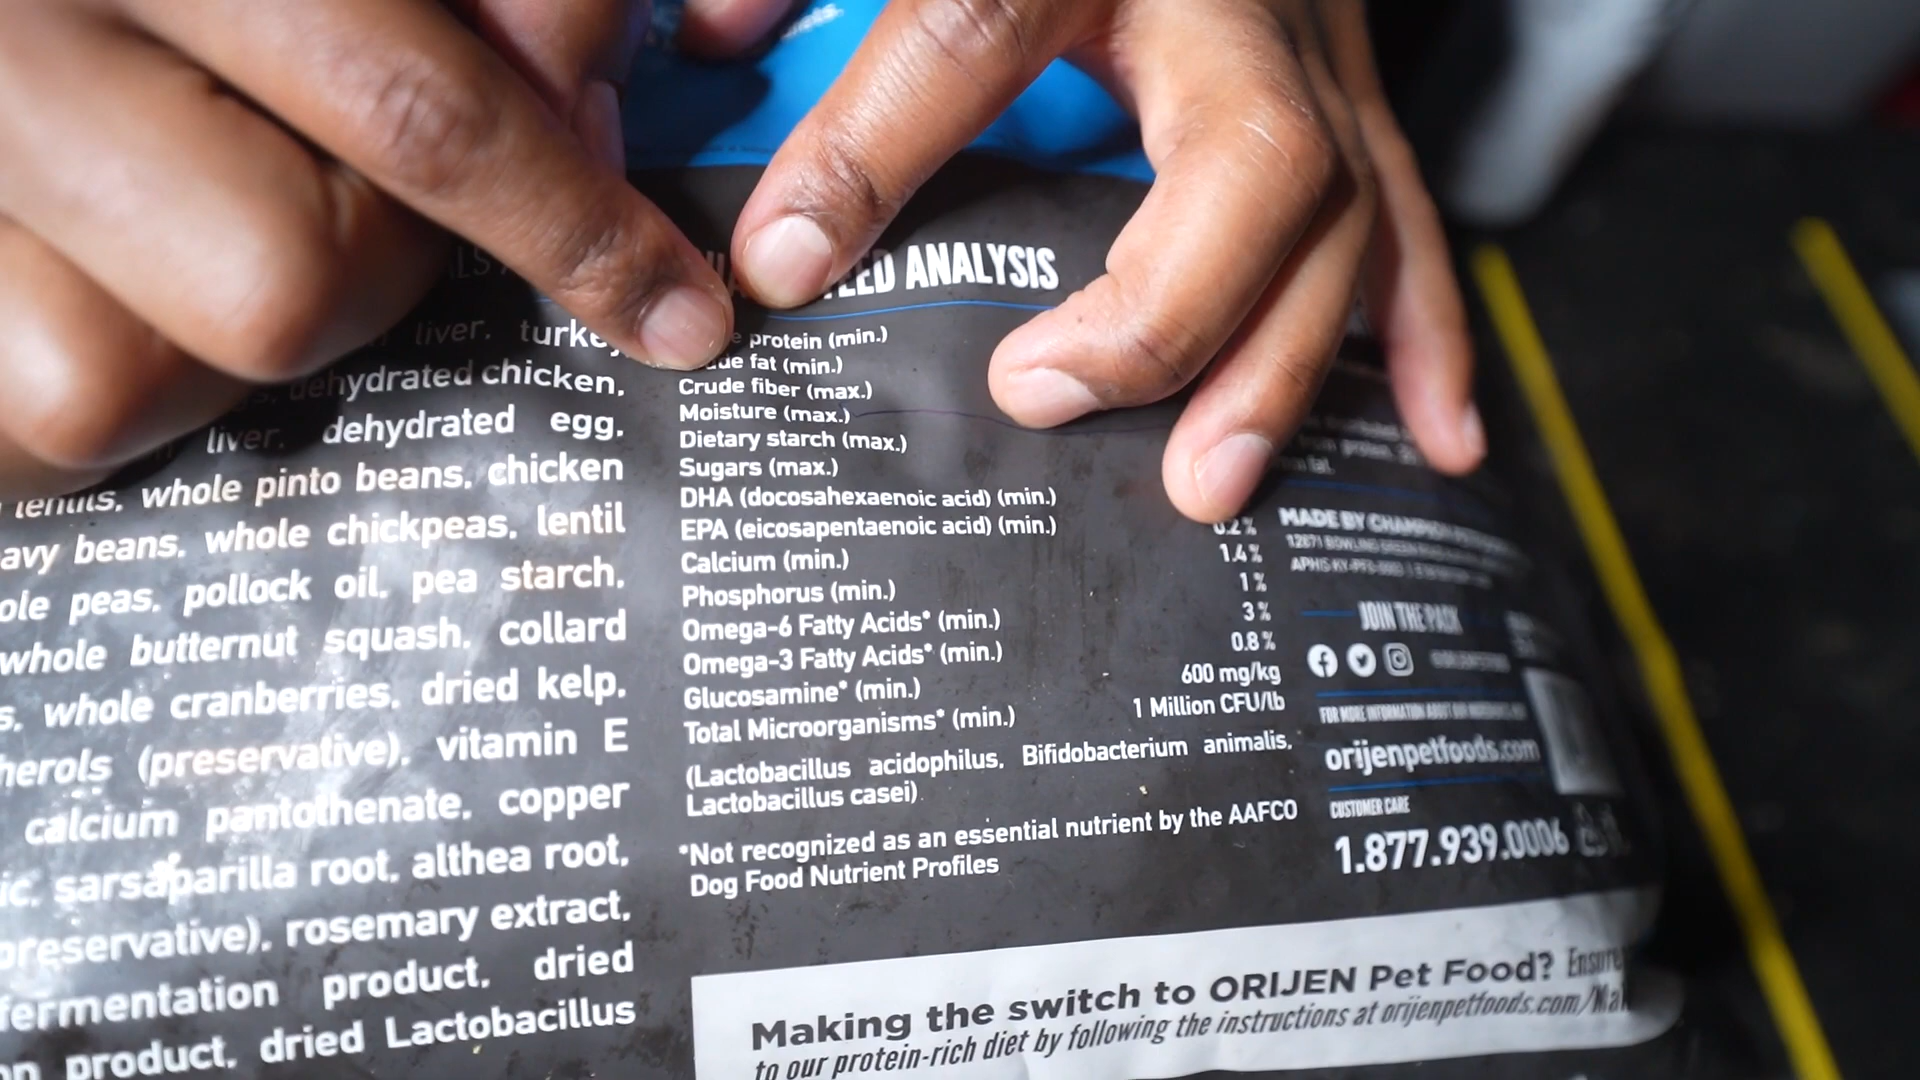 liver, turkey
dehydrated chicken,
liver, dehydrated egg,
lentils, whole pinto beans, chicken
beans, whole chickpeas, lentil
peas, pollock oil, pea starch,
whole butternut squash, collard
whole cranberries, dried kelp,
(preservative), vitamin E
calcium pantothenate, copper
sarsaparilla root, althea root,
rosemary extract,
fermentation product, dried
product, dried Lactobacillus
ANALYSIS
protein (min.)
fat (min.)
Crude fiber (max.)
Moisture (max.)
Dietary starch (max.)
Sugars (max.)
DHA (docosahexaenoic acid) (min.)
EPA (eicosapentaenoic acid) (min.) 0.2%
Calcium (min.) 1.4%
Phosphorus (min.) 1%
Omega-6 Fatty Acids* (min.) 3%
Omega-3 Fatty Acids* (min.) 0.8%
Glucosamine* (min.) 600 mg/kg
Total Microorganisms* (min.) 1 Million CFU/lb
(Lactobacillus acidophilus, Bifidobacterium animalis,
Lactobacillus casei)
*Not recognized as an essential nutrient by the AAFCO
Dog Food Nutrient Profiles
MADE BY CHAMPION
JOIN THE PACK
orijenpetfoods.com
CUSTOMER CARE
1.877.939.0006
Making the switch to ORIJEN Pet Food? Ensure
to our protein-rich diet by following the instructions at orijenpetfoods.com/